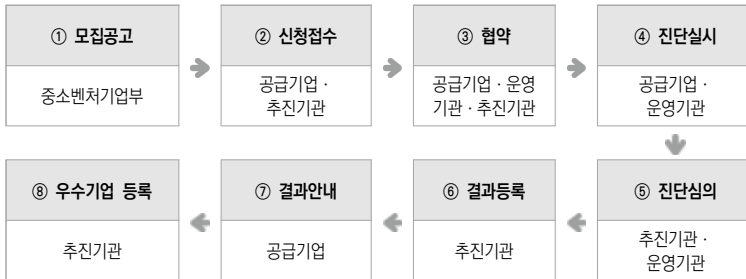 ① 모집공고
중소벤처기업부
② 신청접수
공급기업 ·
추진기관
③ 협약
공급기업 · 운영
기관 · 추진기관
④ 진단실시
공급기업 ·
운영기관
⑤ 진단심의
추진기관 ·
운영기관
⑥ 결과등록
추진기관
⑦ 결과안내
공급기업
⑧ 우수기업 등록
추진기관